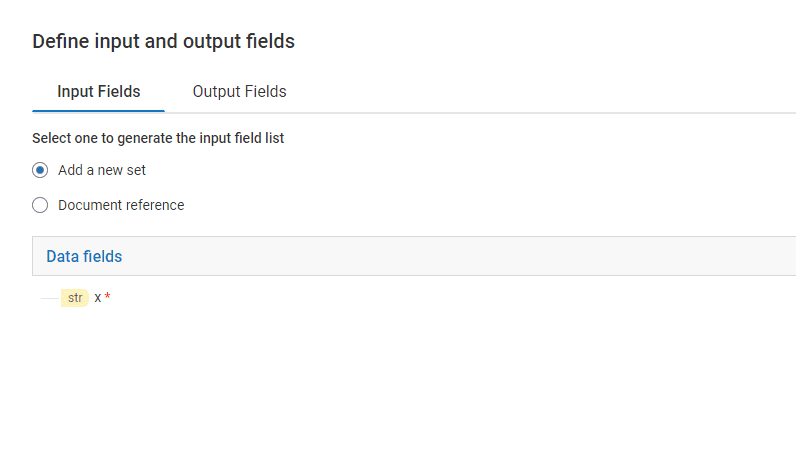 Define input and output fields
Input Fields
Output Fields
Select one to generate the input field list
Add a new set
Document reference
Data fields
str x *